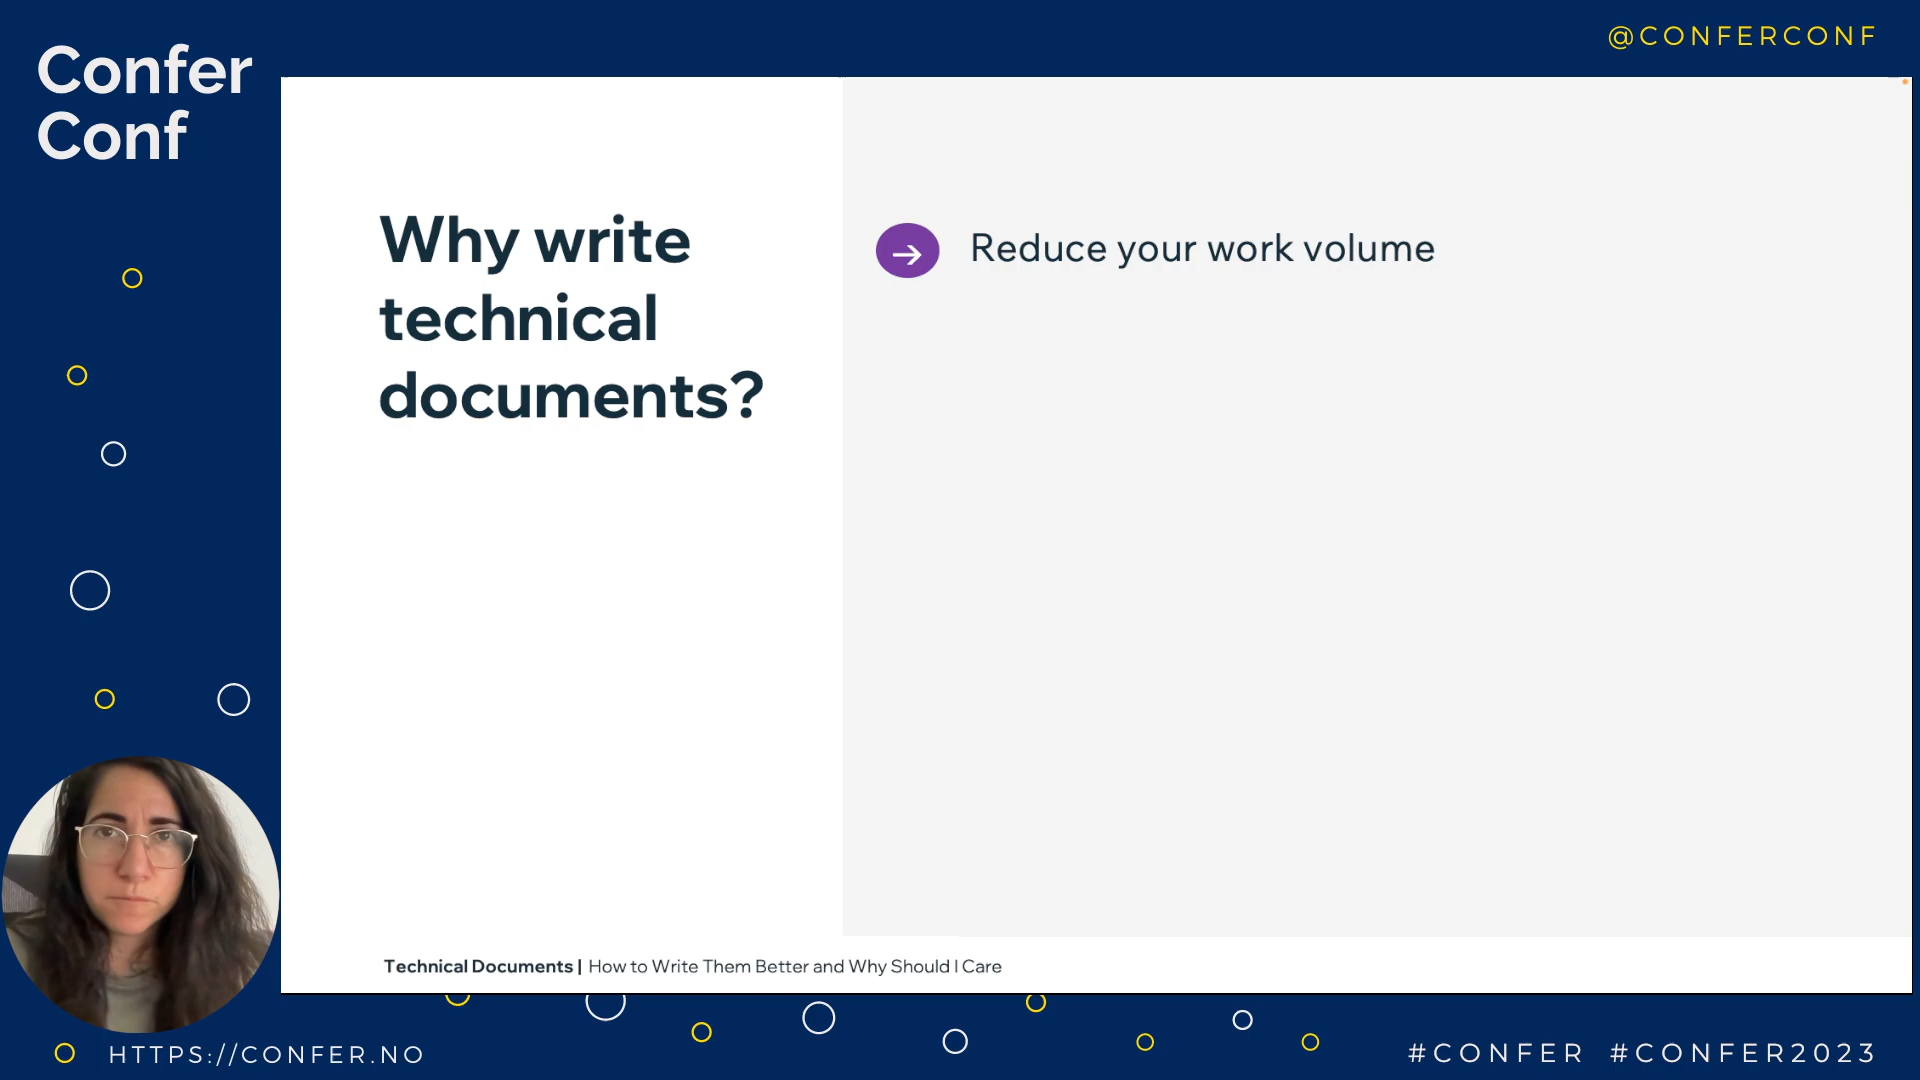 Confer
Conf
@CONFERCONF
Why write
technical
documents?
Reduce your work volume
Technical Documents | How to Write Them Better and Why Should I Care
HTTPS://CONFER.NO
#CONFER #CONFER2023